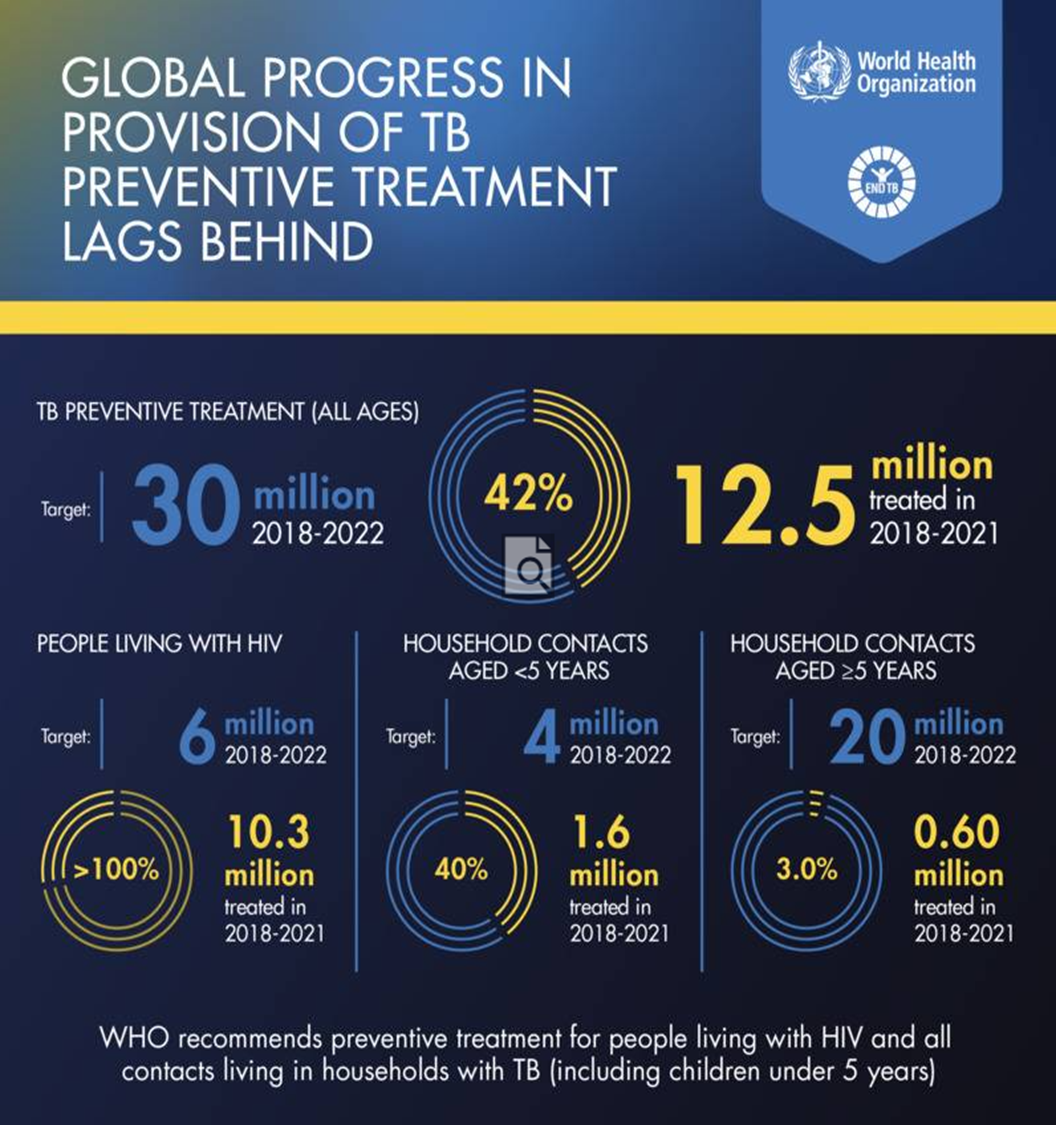 GLOBAL PROGRESS IN
PROVISION OF TB
PREVENTIVE TREATMENT
LAGS BEHIND
World Health
Organization
END TB
TB PREVENTIVE TREATMENT (ALL AGES)
Target:
30 million
2018-2022
42%
12.5 million
treated in
2018-2021
PEOPLE LIVING WITH HIV
Target:
6 million
2018-2022
>100%
10.3
million
treated in
2018-2021
HOUSEHOLD CONTACTS
AGED <5 YEARS
Target:
4 million
2018-2022
40%
1.6
million
treated in
2018-2021
HOUSEHOLD CONTACTS
AGED ≥5 YEARS
Target:
20 million
2018-2022
3.0%
0.60
million
treated in
2018-2021
WHO recommends preventive treatment for people living with HIV and all
contacts living in households with TB (including children under 5 years)